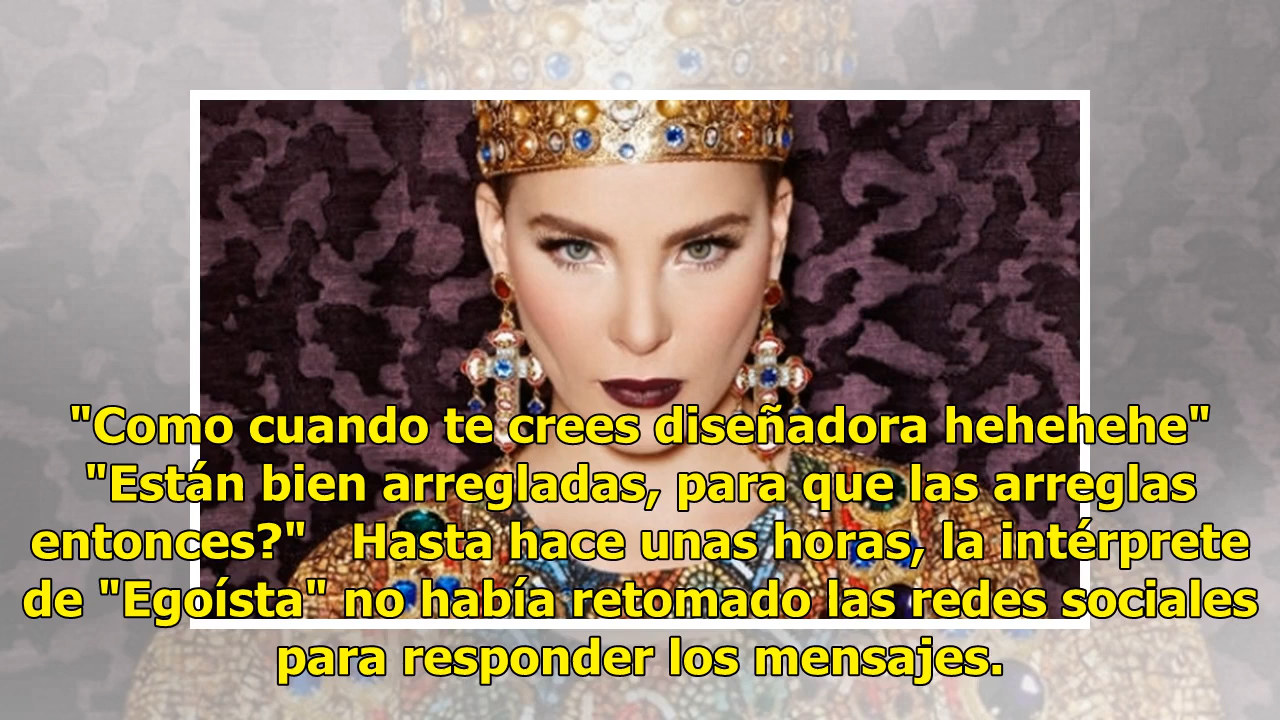 "Como cuando te crees diseñadora hehehehe"
"Están bien arregladas, para que las arreglas
entonces?"   Hasta hace unas horas, la intérprete
de "Egoísta" no había retomado las redes sociales
para responder los mensajes.